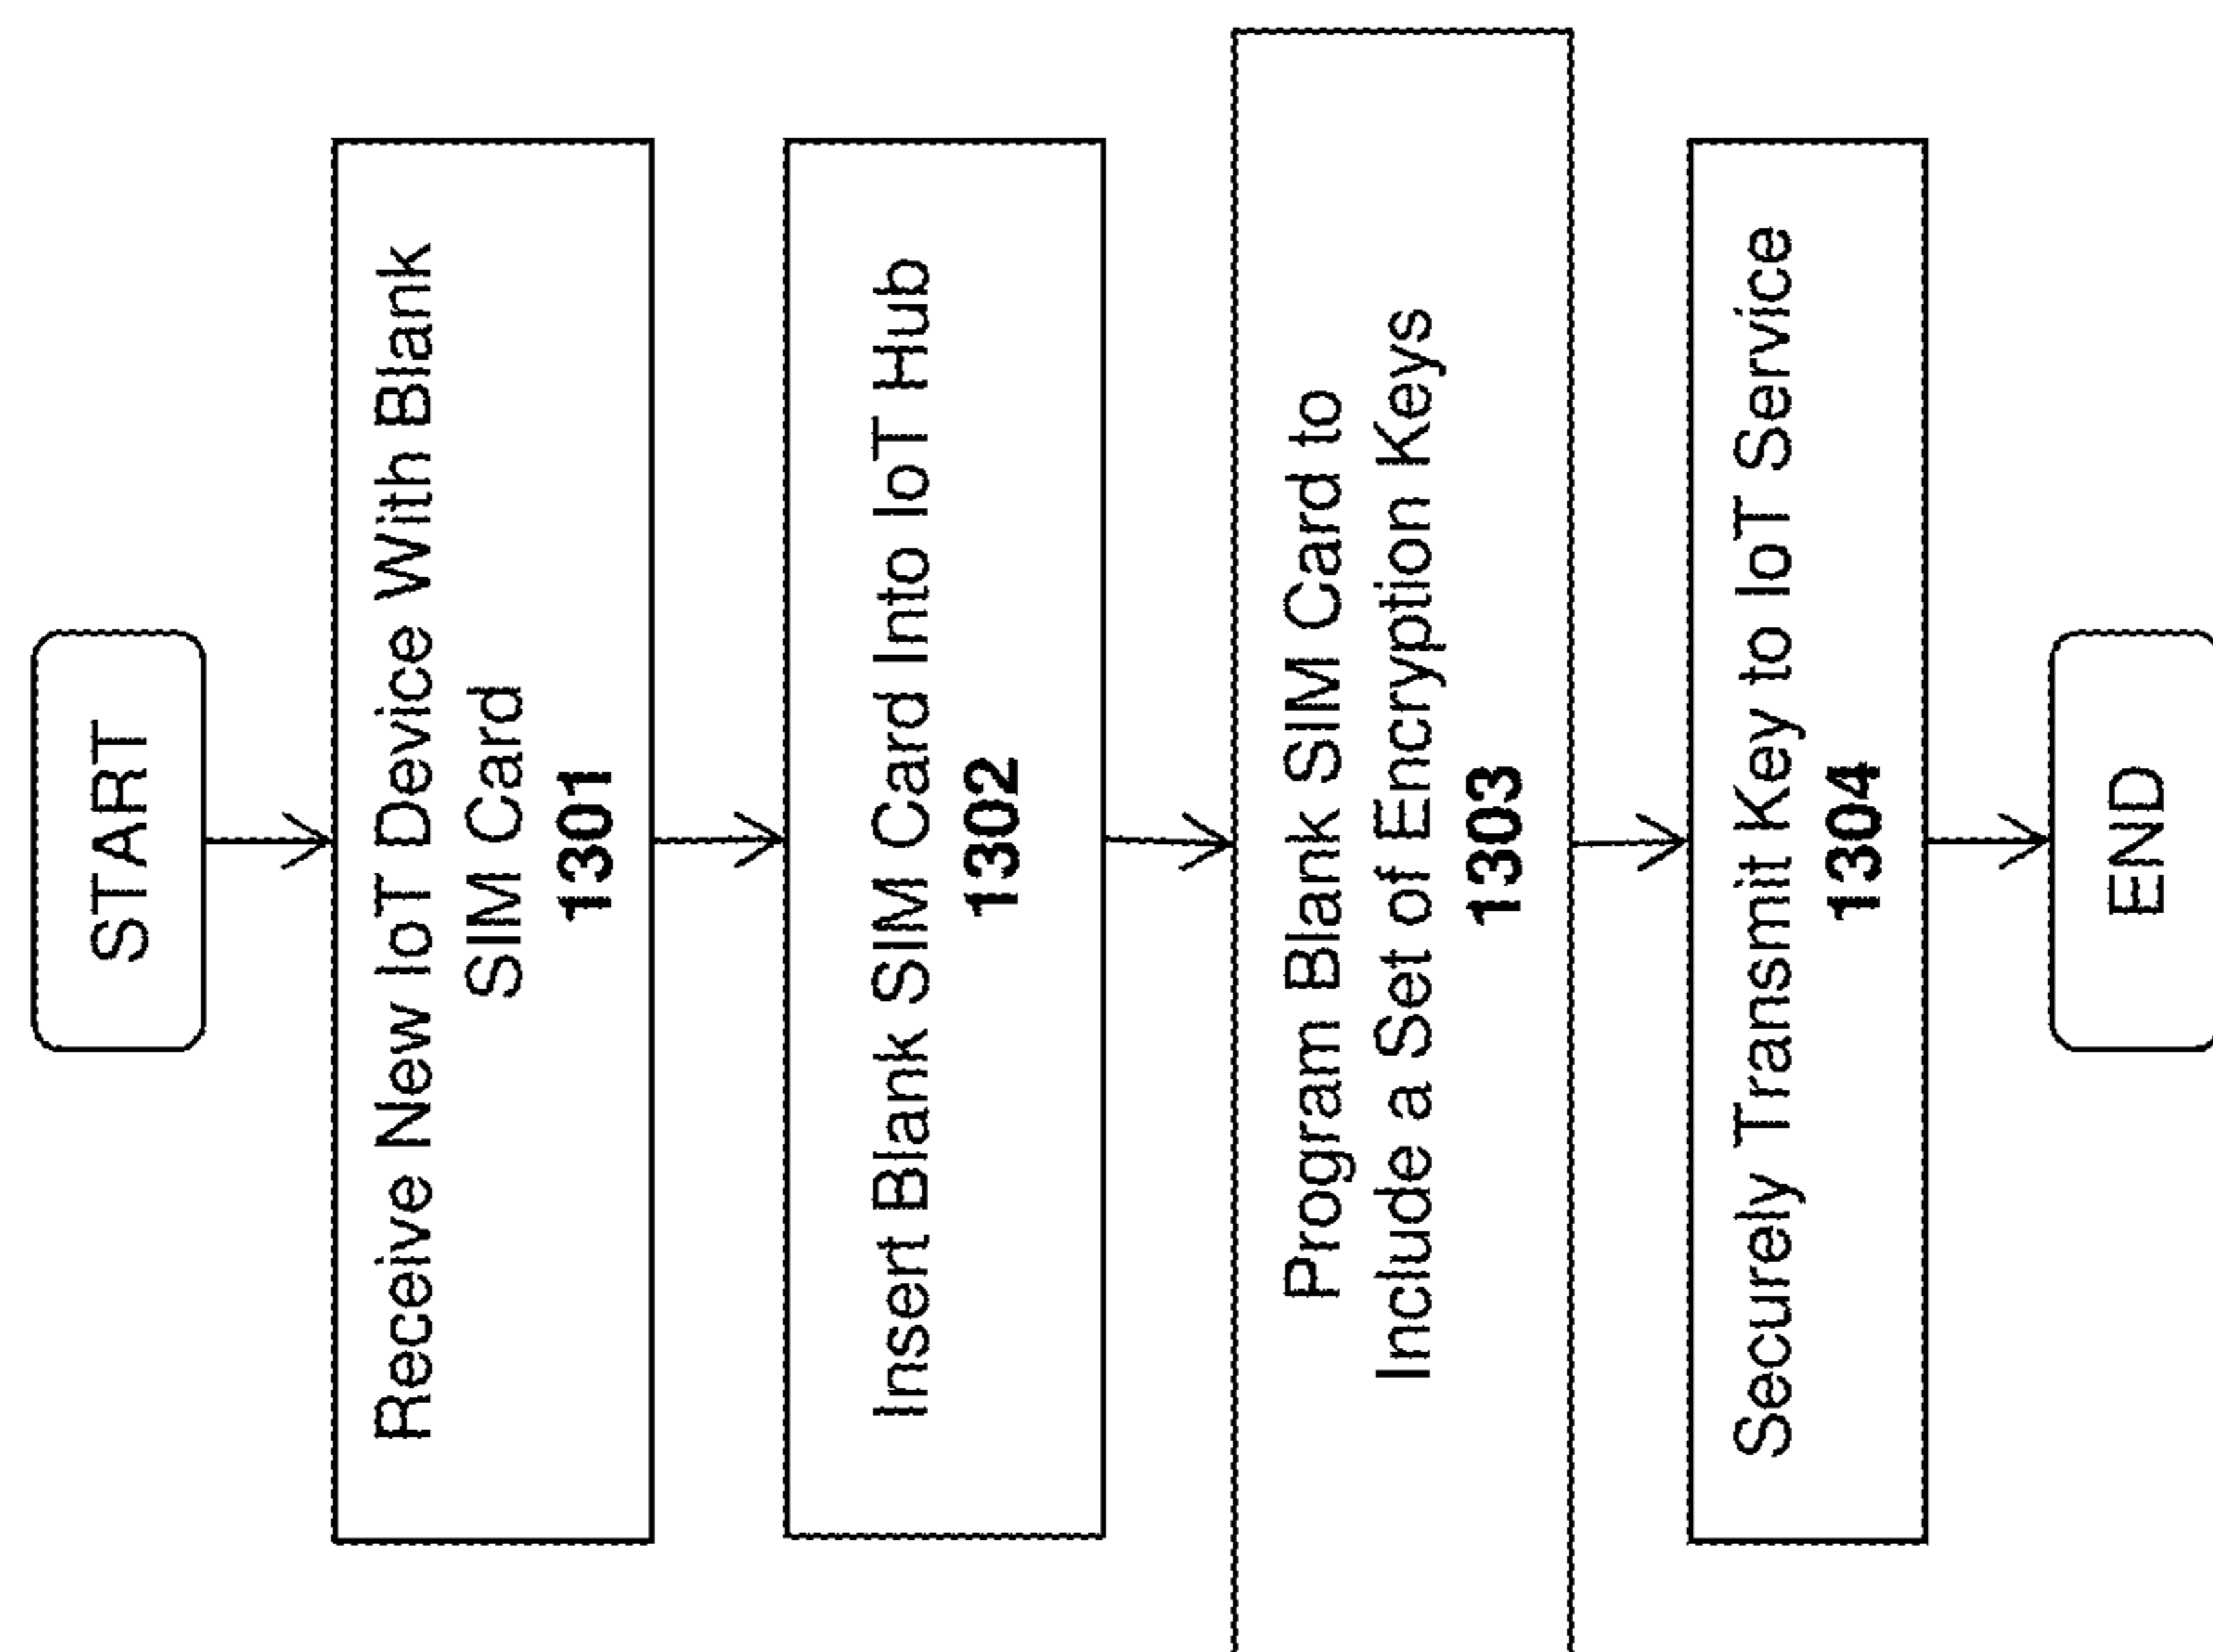 START
Receive New IoT Device With Blank
SIM Card
1301
Insert Blank SIM Card Into IoT Hub
1302
Program Blank SIM Card to
Include a Set of Encryption Keys
1303
Securely Transmit Key to IoT Service
1304
END